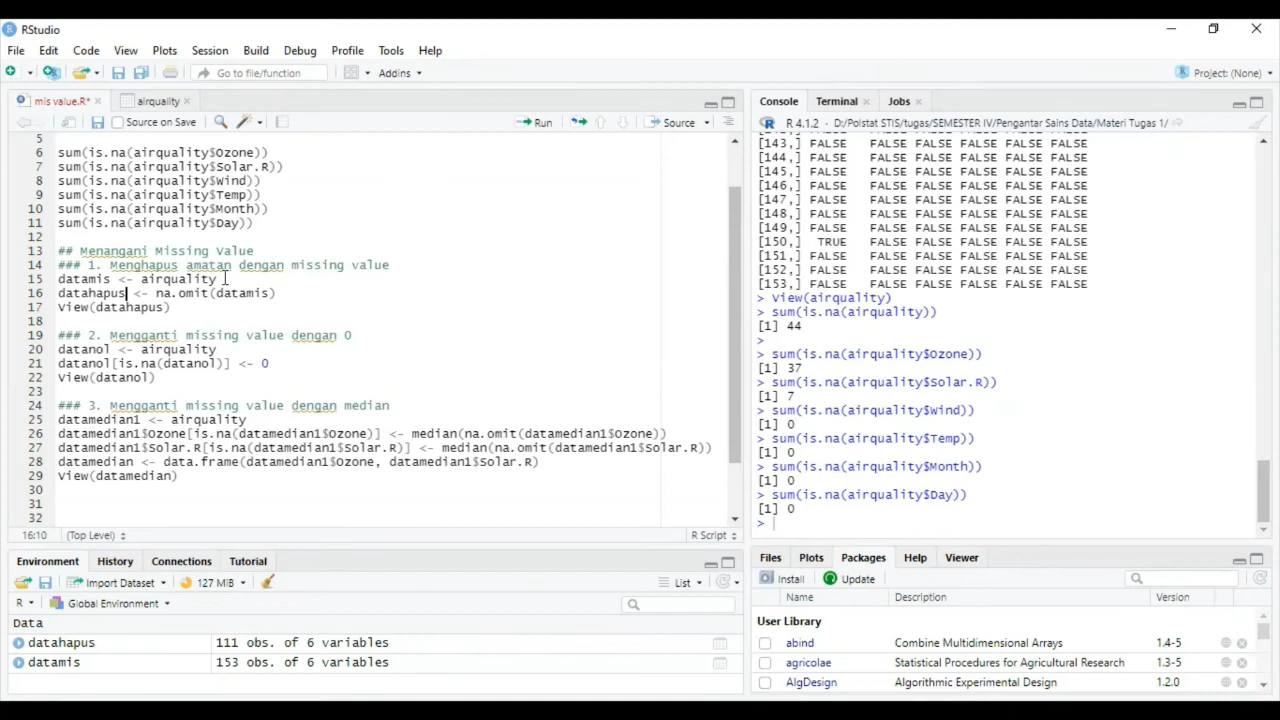 RStudio
File Edit Code View Plots Session Build Debug Profile Tools Help
Go to file/function Addins Project: (None)
mis value.R* airquality
Source on Save Run Source
5
6 sum(is.na(airquality$Ozone))
7 sum(is.na(airquality$Solar.R))
8 sum(is.na(airquality$Wind))
9 sum(is.na(airquality$Temp))
10 sum(is.na(airquality$Month))
11 sum(is.na(airquality$Day))
12
13 ## Menangani Missing Value
14 ### 1. Menghapus amatan dengan missing value
15 datamis <- airquality
16 datahapus <- na.omit(datamis)
17 View(datahapus)
18
19 ### 2. Mengganti missing value dengan 0
20 datanol <- airquality
21 datanol[is.na(datanol)] <- 0
22 View(datanol)
23
24 ### 3. Mengganti missing value dengan median
25 datamedian1 <- airquality
26 datamedian1$Ozone[is.na(datamedian1$Ozone)] <- median(na.omit(datamedian1$Ozone))
27 datamedian1$Solar.R[is.na(datamedian1$Solar.R)] <- median(na.omit(datamedian1$Solar.R))
28 datamedian <- data.frame(datamedian1$Ozone, datamedian1$Solar.R)
29 View(datamedian)
30
31
32
16:10 (Top Level) R Script
Environment History Connections Tutorial
Import Dataset 127 MiB List
R Global Environment
Data
datahapus 111 obs. of 6 variables
datamis 153 obs. of 6 variables
Console Terminal Jobs
R 4.1.2 · D:/Polstat STIS/tugas/SEMESTER IV/Pengantar Sains Data/Materi Tugas 1/
[143,] FALSE FALSE FALSE FALSE FALSE FALSE
[144,] FALSE FALSE FALSE FALSE FALSE FALSE
[145,] FALSE FALSE FALSE FALSE FALSE FALSE
[146,] FALSE FALSE FALSE FALSE FALSE FALSE
[147,] FALSE FALSE FALSE FALSE FALSE FALSE
[148,] FALSE FALSE FALSE FALSE FALSE FALSE
[149,] FALSE FALSE FALSE FALSE FALSE FALSE
[150,] TRUE FALSE FALSE FALSE FALSE FALSE
[151,] FALSE FALSE FALSE FALSE FALSE FALSE
[152,] FALSE FALSE FALSE FALSE FALSE FALSE
[153,] FALSE FALSE FALSE FALSE FALSE FALSE
> View(airquality)
> sum(is.na(airquality))
[1] 44
>
> sum(is.na(airquality$Ozone))
[1] 37
> sum(is.na(airquality$Solar.R))
[1] 7
> sum(is.na(airquality$Wind))
[1] 0
> sum(is.na(airquality$Temp))
[1] 0
> sum(is.na(airquality$Month))
[1] 0
> sum(is.na(airquality$Day))
[1] 0
>
Files Plots Packages Help Viewer
Install Update
Name Description Version
User Library
abind Combine Multidimensional Arrays 1.4-5
agricolae Statistical Procedures for Agricultural Research 1.3-5
AlgDesign Algorithmic Experimental Design 1.2.0